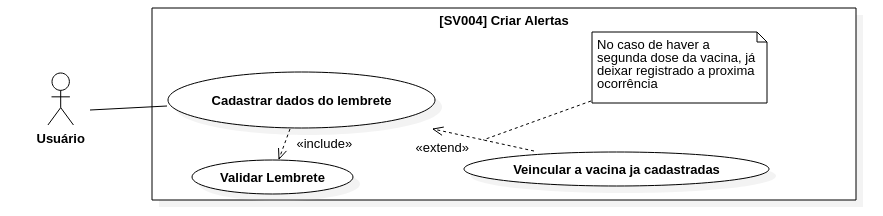 [SV004] Criar Alertas
No caso de haver a
segunda dose da vacina, já
deixar registrado a proxima
ocorrência
Cadastrar dados do lembrete
Usuário
«include»
«extend»
Validar Lembrete
Veincular a vacina ja cadastradas